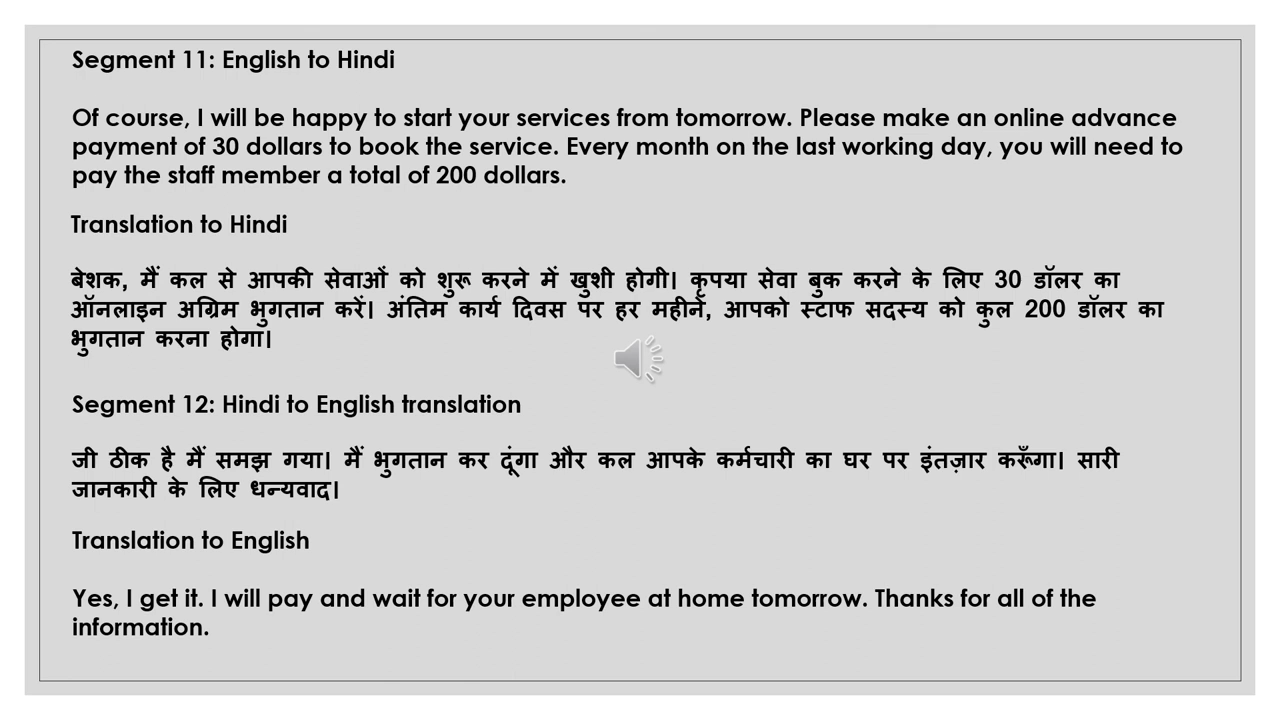 Segment 11: English to Hindi
Of course, I will be happy to start your services from tomorrow. Please make an online advance
payment of 30 dollars to book the service. Every month on the last working day, you will need to
pay the staff member a total of 200 dollars.
Translation to Hindi
बेशक, मैं कल से आपकी सेवाओं को शुरू करने में खुशी होगी। कृपया सेवा बुक करने के लिए 30 डॉलर का
ऑनलाइन अग्रिम भुगतान करें। अंतिम कार्य दिवस पर हर महीने, आपको स्टाफ सदस्य को कुल 200 डॉलर का
भुगतान करना होगा।
Segment 12: Hindi to English translation
जी ठीक है मैं समझ गया। मैं भुगतान कर दूंगा और कल आपके कर्मचारी का घर पर इंतज़ार करूँगा। सारी
जानकारी के लिए धन्यवाद।
Translation to English
Yes, I get it. I will pay and wait for your employee at home tomorrow. Thanks for all of the
information.